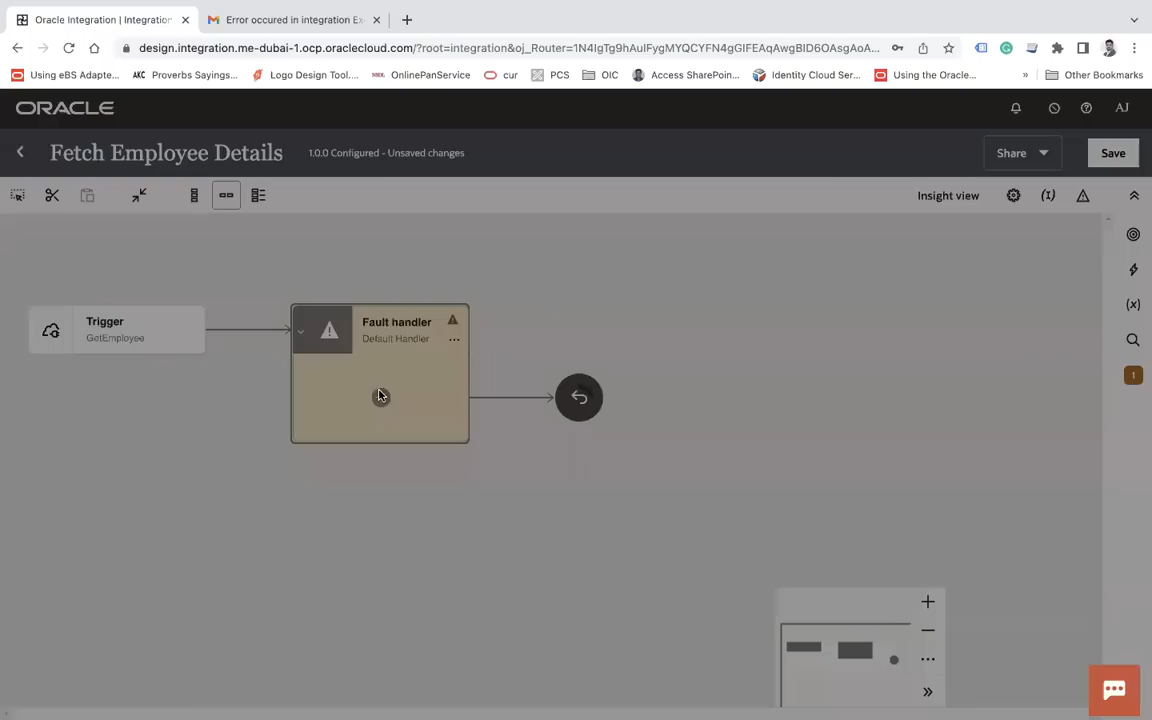 Oracle Integration | Integration
Error occured in integration Ex
design.integration.me-dubai-1.ocp.oraclecloud.com/?root=integration&oj_Router=1N4IgTg9hAuIFygMYQCYFN4gGIFEAqAwgBID6OAsgAoA...
Using eBS Adapte...
AKC Proverbs Sayings...
Logo Design Tool....
OnlinePanService
cur
PCS
OIC
Access SharePoin...
Identity Cloud Ser...
Using the Oracle...
»
Other Bookmarks
ORACLE
AJ
Fetch Employee Details
1.0.0 Configured - Unsaved changes
Share
Save
Insight view
(x)
1
Trigger
GetEmployee
Fault handler
Default Handler